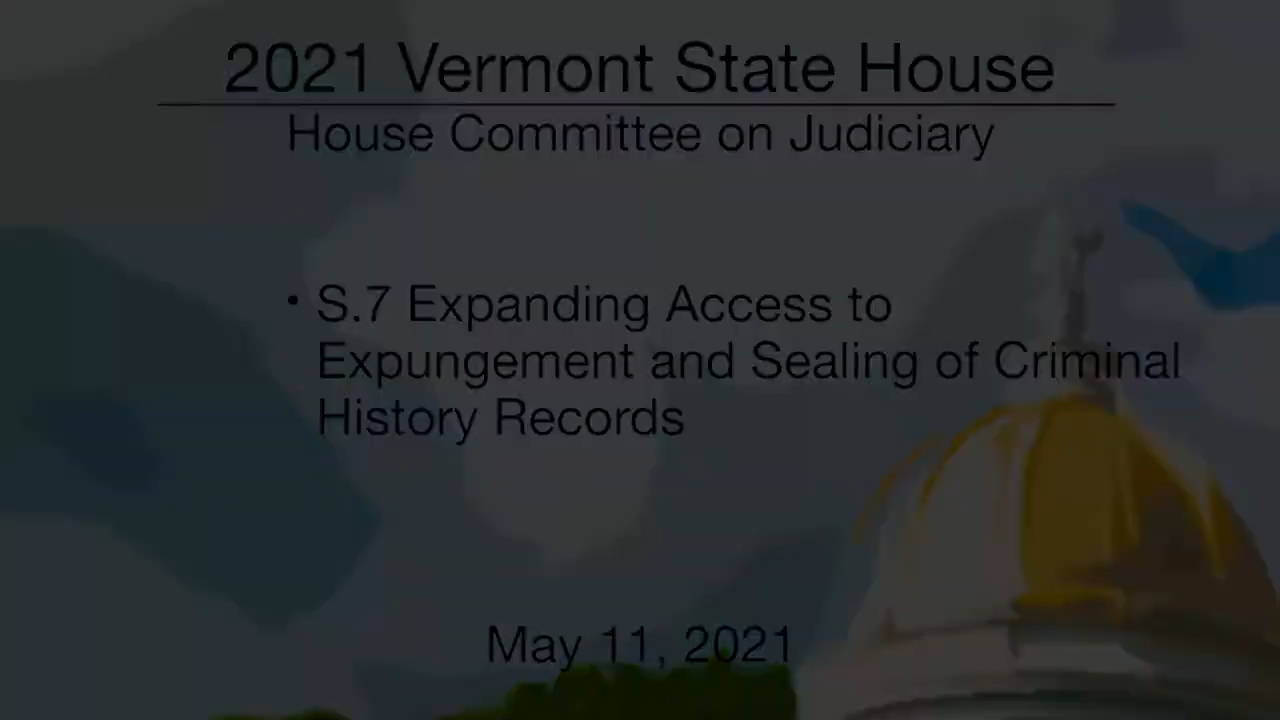 2021 Vermont State House
House Committee on Judiciary
• S.7 Expanding Access to
Expungement and Sealing of Criminal
History Records
May 11, 2021